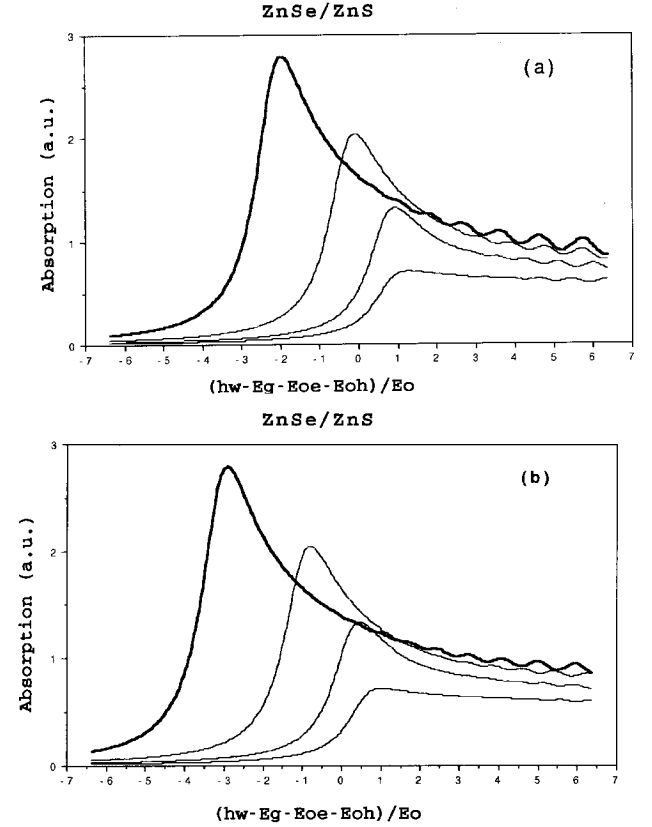 ZnSe/ZnS
(a)
Absorption (a.u.)
3
2
1
0
-7 -6 -5 -4 -3 -2 -1 0 1 2 3 4 5 6 7
(hw-Eg-Eoe-Eoh)/Eo
ZnSe/ZnS
(b)
Absorption (a.u.)
3
2
1
0
-7 -6 -5 -4 -3 -2 -1 0 1 2 3 4 5 6 7
(hw-Eg-Eoe-Eoh)/Eo